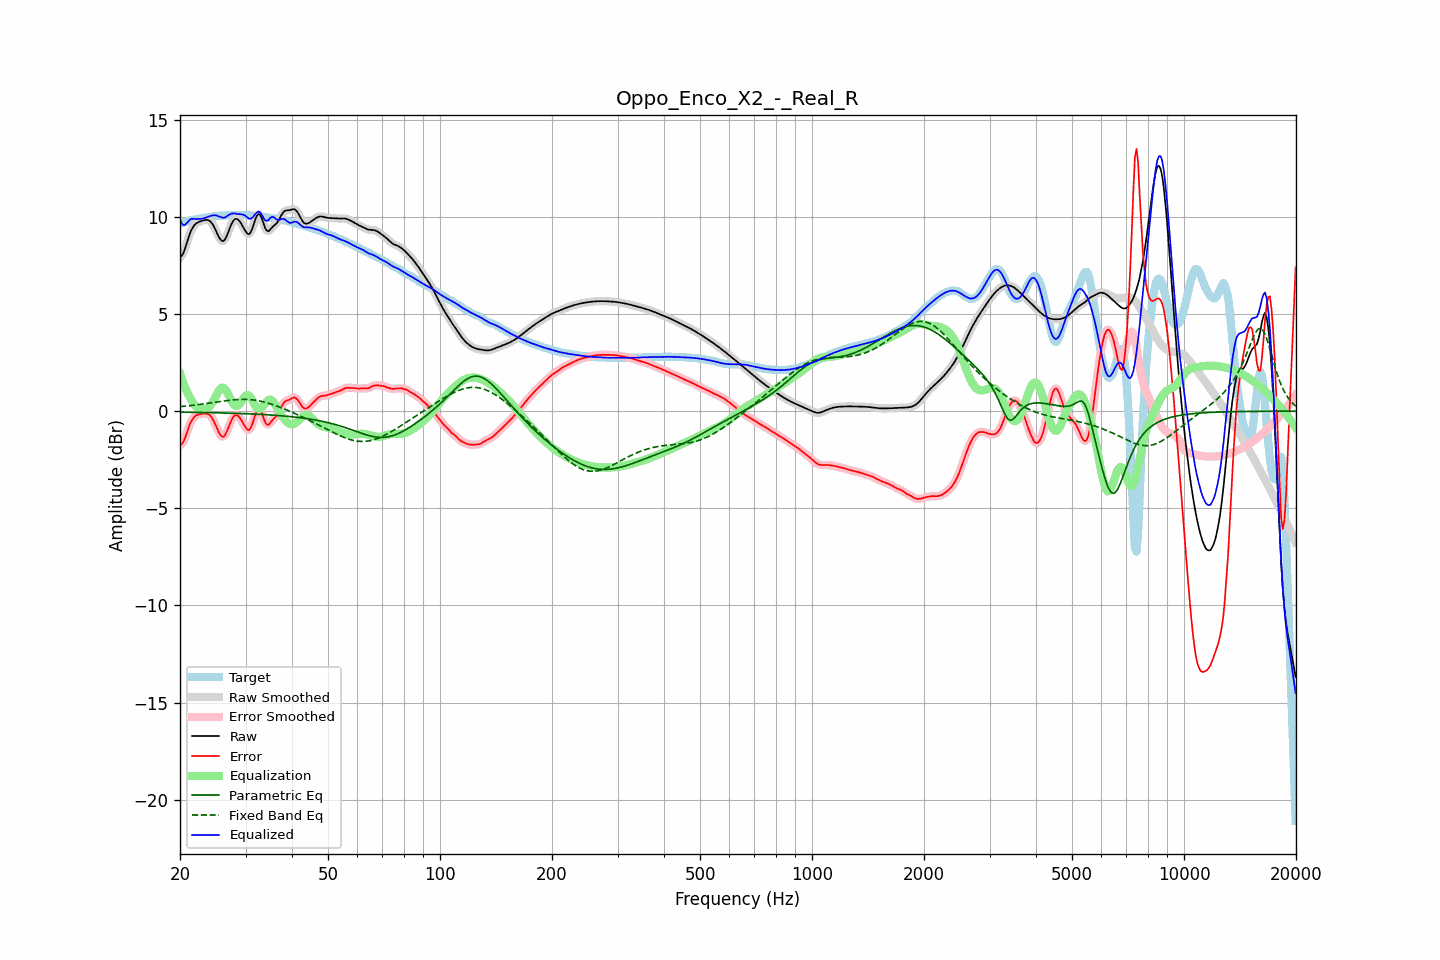 Oppo_Enco_X2_-_Real_R
15
10
5
0
−5
−10
−15
−20
Amplitude (dBr)
Target
Raw Smoothed
Error Smoothed
Raw
Error
Equalization
Parametric Eq
Fixed Band Eq
Equalized
20
50
100
200
500
1000
2000
5000
10000
20000
Frequency (Hz)